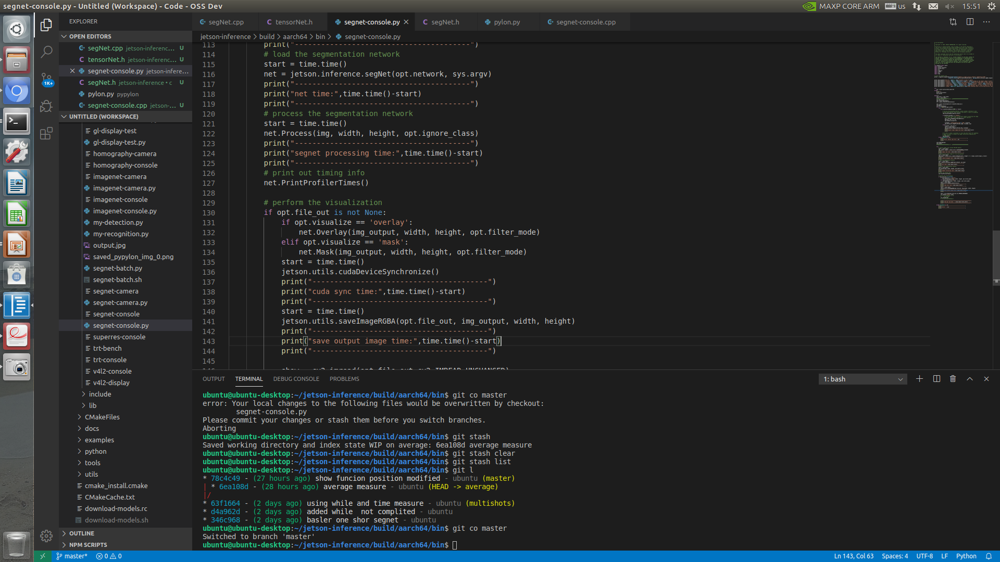 segnet-console.py - Untitled (Workspace) - Code - OSS Dev
MAXP CORE ARM us 15:51
EXPLORER
OPEN EDITORS
segNet.cpp jetson-inferenc... U
tensorNet.h jetson-inferenc... U
segnet-console.py jetson-infere...
segNet.h jetson-inference • c U
pylon.py pypylon
segnet-console.cpp jetson-... U
UNTITLED (WORKSPACE)
gl-display-test
gl-display-test.py
homography-camera
homography-console
imagenet-camera
imagenet-camera.py
imagenet-console
imagenet-console.py
my-detection.py
my-recognition.py
output.jpg
saved_pypylon_img_0.png
segnet-batch.py
segnet-batch.sh
segnet-camera
segnet-camera.py
segnet-console
segnet-console.py
superres-console
trt-bench
trt-console
v4l2-console
v4l2-display
include
lib
CMakeFiles
docs
examples
python
tools
utils
cmake_install.cmake
CMakeCache.txt
download-models.rc
download-models.sh
OUTLINE
NPM SCRIPTS
1K+
segNet.cpp tensorNet.h segnet-console.py segNet.h pylon.py segnet-console.cpp
jetson-inference > build > aarch64 > bin > segnet-console.py
113 print("----------------------------------------")
114 # load the segmentation network
115 start = time.time()
116 net = jetson.inference.segNet(opt.network, sys.argv)
117 print("----------------------------------------")
118 print("net time:",time.time()-start)
119 print("----------------------------------------")
120 # process the segmentation network
121 start = time.time()
122 net.Process(img, width, height, opt.ignore_class)
123 print("----------------------------------------")
124 print("segnet processing time:",time.time()-start)
125 print("----------------------------------------")
126 # print out timing info
127 net.PrintProfilerTimes()
128
129 # perform the visualization
130 if opt.file_out is not None:
131 if opt.visualize == 'overlay':
132 net.Overlay(img_output, width, height, opt.filter_mode)
133 elif opt.visualize == 'mask':
134 net.Mask(img_output, width, height, opt.filter_mode)
135 start = time.time()
136 jetson.utils.cudaDeviceSynchronize()
137 print("----------------------------------------")
138 print("cuda sync time:",time.time()-start)
139 print("----------------------------------------")
140 start = time.time()
141 jetson.utils.saveImageRGBA(opt.file_out, img_output, width, height)
142 print("----------------------------------------")
143 print("save output image time:",time.time()-start)
144 print("----------------------------------------")
145
OUTPUT TERMINAL DEBUG CONSOLE PROBLEMS 1: bash
ubuntu@ubuntu-desktop:~/jetson-inference/build/aarch64/bin$ git co master
error: Your local changes to the following files would be overwritten by checkout:
segnet-console.py
Please commit your changes or stash them before you switch branches.
Aborting
ubuntu@ubuntu-desktop:~/jetson-inference/build/aarch64/bin$ git stash
Saved working directory and index state WIP on average: 6ea108d average measure
ubuntu@ubuntu-desktop:~/jetson-inference/build/aarch64/bin$ git stash clear
ubuntu@ubuntu-desktop:~/jetson-inference/build/aarch64/bin$ git stash list
ubuntu@ubuntu-desktop:~/jetson-inference/build/aarch64/bin$ git l
* 78c4c49 - (27 hours ago) show funcion position modified - ubuntu (master)
| * 6ea108d - (28 hours ago) average measure - ubuntu (HEAD -> average)
|/
* 63f1664 - (2 days ago) using while and time measure - ubuntu (multishots)
* d4a962d - (2 days ago) added while  not complited - ubuntu
* 346c968 - (2 days ago) basler one shor segnet - ubuntu
ubuntu@ubuntu-desktop:~/jetson-inference/build/aarch64/bin$ git co master
Switched to branch 'master'
ubuntu@ubuntu-desktop:~/jetson-inference/build/aarch64/bin$
master* 0 0 Ln 143, Col 63 Spaces: 4 UTF-8 LF Python